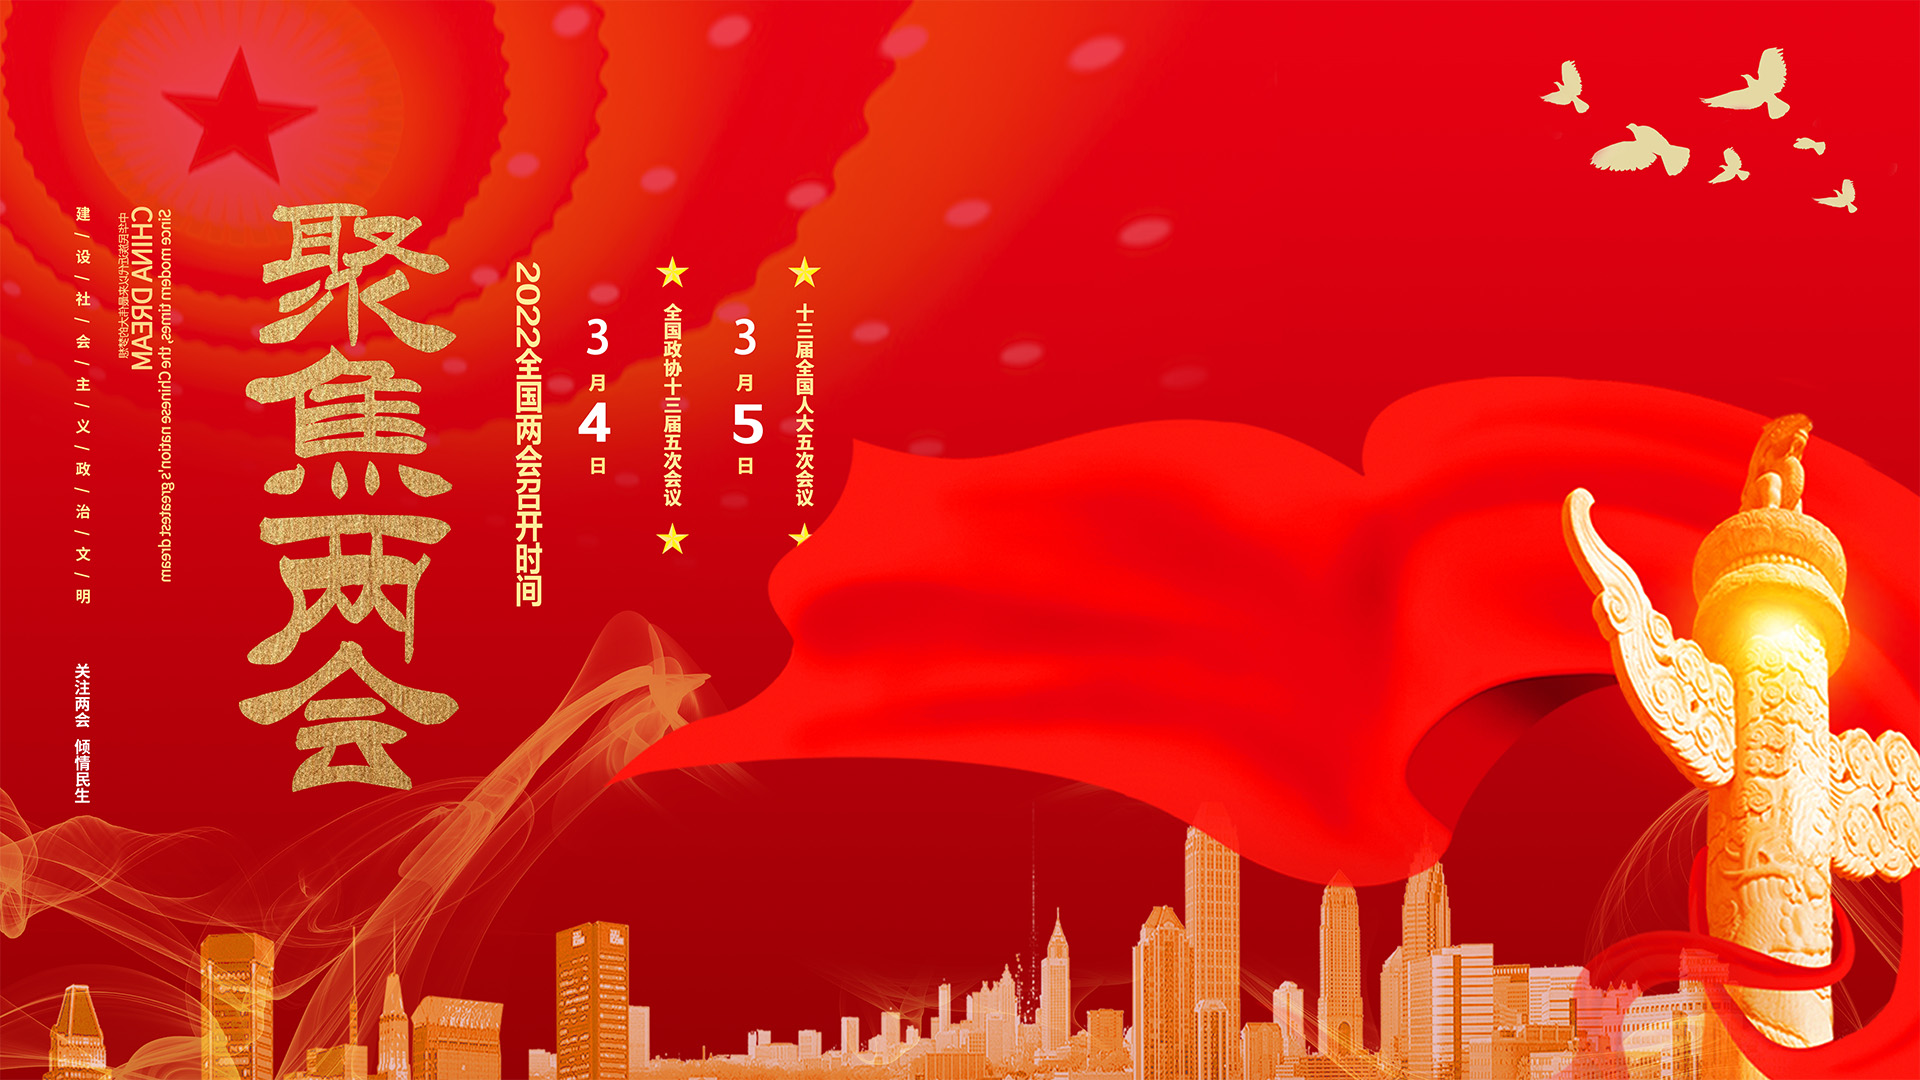 建/设/社/会/主/义/政/治/文/明
关注两会 倾情民生
CHINA DREAM
Since modern times, the Chinese nation's greatest dream
聚焦两会
2022全国两会召开时间
3月4日
全国政协十三届五次会议
3月5日
十三届全国人大五次会议